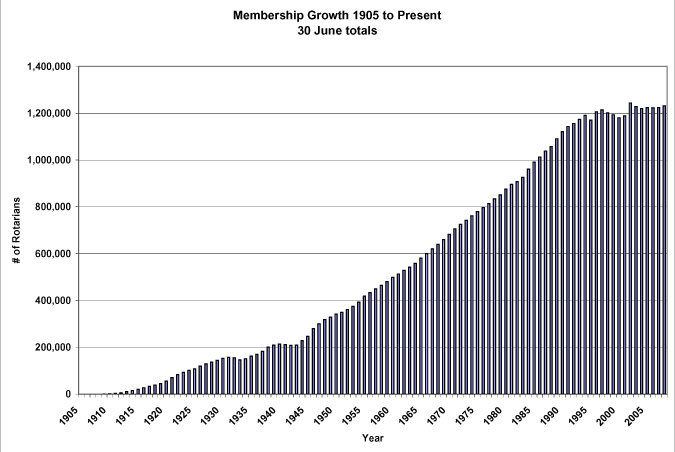 Membership Growth 1905 to Present
30 June totals
1,400,000
1,200,000
1,000,000
800,000
600,000
400,000
200,000
0
# of Rotarians
1905 1910 1915 1920 1925 1930 1935 1940 1945 1950 1955 1960 1965 1970 1975 1980 1985 1990 1995 2000 2005
Year